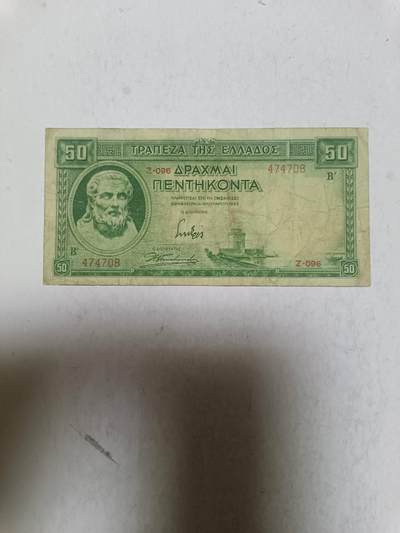 50 ΤΡΑΠΕΖΑ ΤΗΣ ΕΛΛΑΔΟΣ 50
Ζ-096 ΔΡΑΧΜΑΙ 474708
ΠΕΝΤΗΚΟΝΤΑ Β'
Β' 474708
50 Ζ-096 50